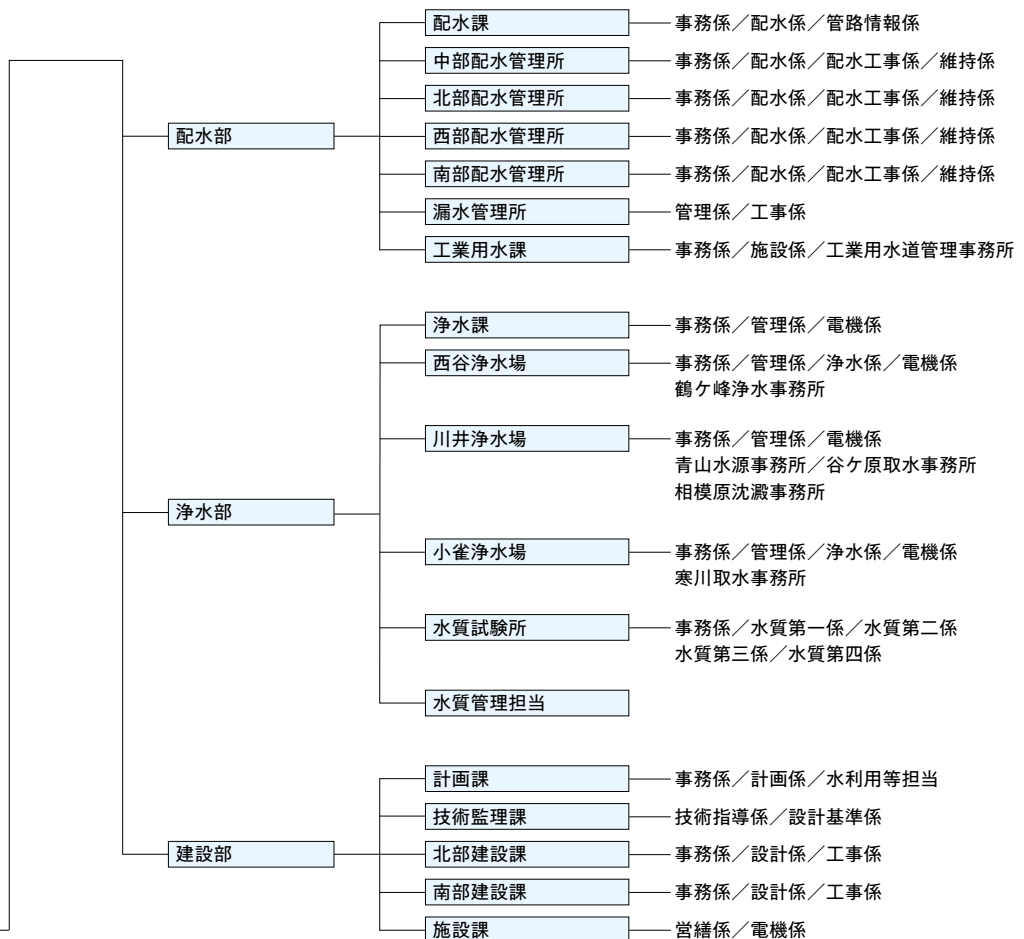 配水部
配水課 事務係／配水係／管路情報係
中部配水管理所 事務係／配水係／配水工事係／維持係
北部配水管理所 事務係／配水係／配水工事係／維持係
西部配水管理所 事務係／配水係／配水工事係／維持係
南部配水管理所 事務係／配水係／配水工事係／維持係
漏水管理所 管理係／工事係
工業用水課 事務係／施設係／工業用水道管理事務所
浄水部
浄水課 事務係／管理係／電機係
西谷浄水場 事務係／管理係／浄水係／電機係
鶴ケ峰浄水事務所
川井浄水場 事務係／管理係／電機係
青山水源事務所／谷ケ原取水事務所
相模原沈澱事務所
小雀浄水場 事務係／管理係／浄水係／電機係
寒川取水事務所
水質試験所 事務係／水質第一係／水質第二係
水質第三係／水質第四係
水質管理担当
建設部
計画課 事務係／計画係／水利用等担当
技術監理課 技術指導係／設計基準係
北部建設課 事務係／設計係／工事係
南部建設課 事務係／設計係／工事係
施設課 営繕係／電機係